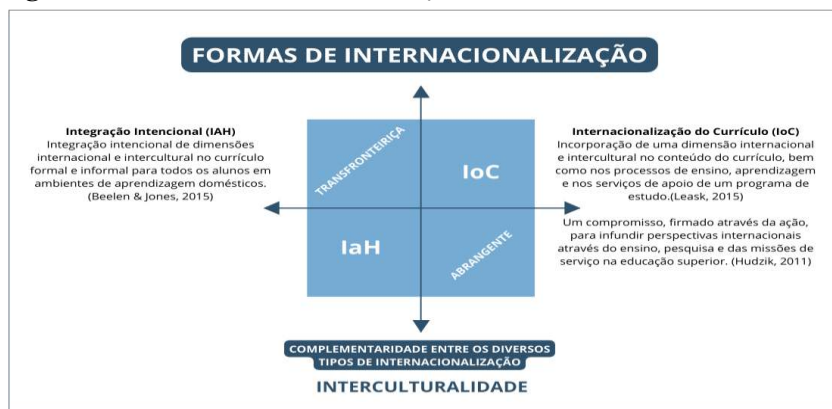 FORMAS DE INTERNACIONALIZAÇÃO
Integração Intencional (IAH)
Integração intencional de dimensões
internacional e intercultural no currículo
formal e informal para todos os alunos em
ambientes de aprendizagem domésticos.
(Beelen & Jones, 2015)
TRANSFRONTEIRIÇA
IoC
IaH
ABRANGENTE
Internacionalização do Currículo (IoC)
Incorporação de uma dimensão internacional
e intercultural no conteúdo do currículo, bem
como nos processos de ensino, aprendizagem
e nos serviços de apoio de um programa de
estudo.(Leask, 2015)
Um compromisso, firmado através da ação,
para infundir perspectivas internacionais
através do ensino, pesquisa e das missões de
serviço na educação superior. (Hudzik, 2011)
COMPLEMENTARIDADE ENTRE OS DIVERSOS
TIPOS DE INTERNACIONALIZAÇÃO
INTERCULTURALIDADE